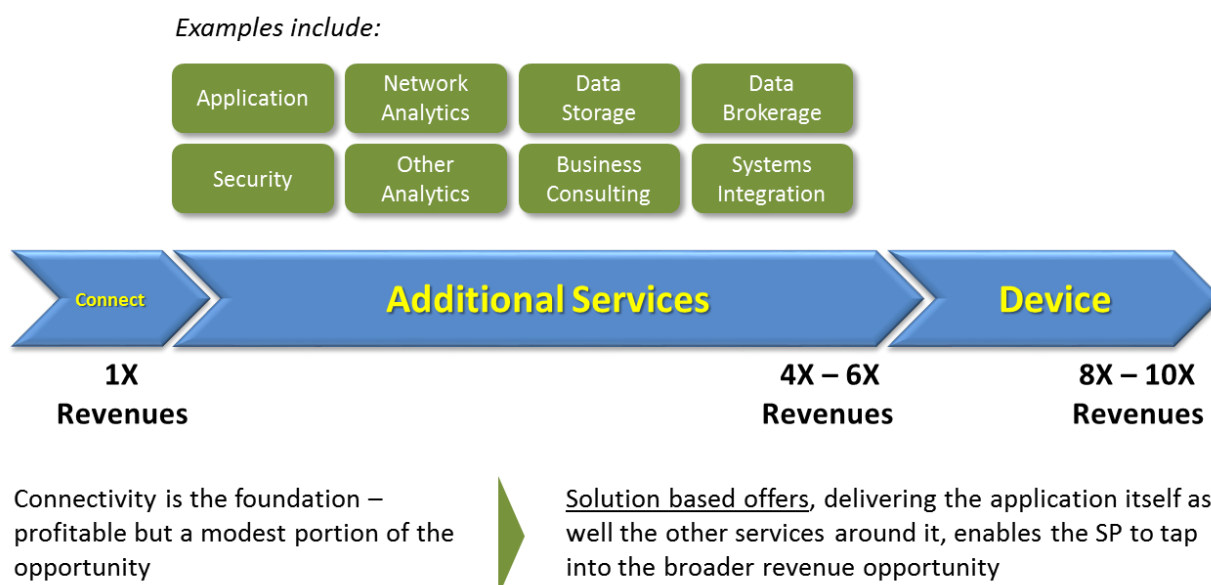 Examples include:
Application
Network
Analytics
Data
Storage
Data
Brokerage
Security
Other
Analytics
Business
Consulting
Systems
Integration
Connect
Additional Services
Device
1X
Revenues
4X – 6X
Revenues
8X – 10X
Revenues
Connectivity is the foundation –
profitable but a modest portion of the
opportunity
Solution based offers, delivering the application itself as
well the other services around it, enables the SP to tap
into the broader revenue opportunity